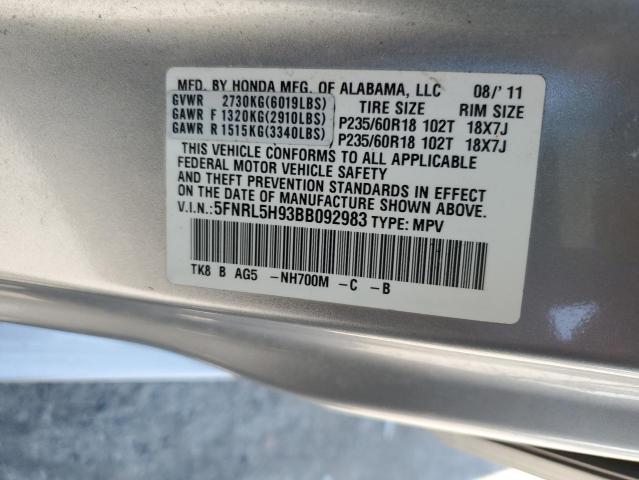 MFD. BY HONDA MFG. OF ALABAMA, LLC 08/'11
GVWR 2730KG(6019LBS) TIRE SIZE RIM SIZE
GAWR F 1320KG(2910LBS) P235/60R18 102T 18X7J
GAWR R 1515KG(3340LBS) P235/60R18 102T 18X7J
THIS VEHICLE CONFORMS TO ALL APPLICABLE
FEDERAL MOTOR VEHICLE SAFETY
AND THEFT PREVENTION STANDARDS IN EFFECT
ON THE DATE OF MANUFACTURE SHOWN ABOVE.
V.I.N.:5FNRL5H93BB092983 TYPE: MPV
TK8 B AG5 -NH700M -C -B